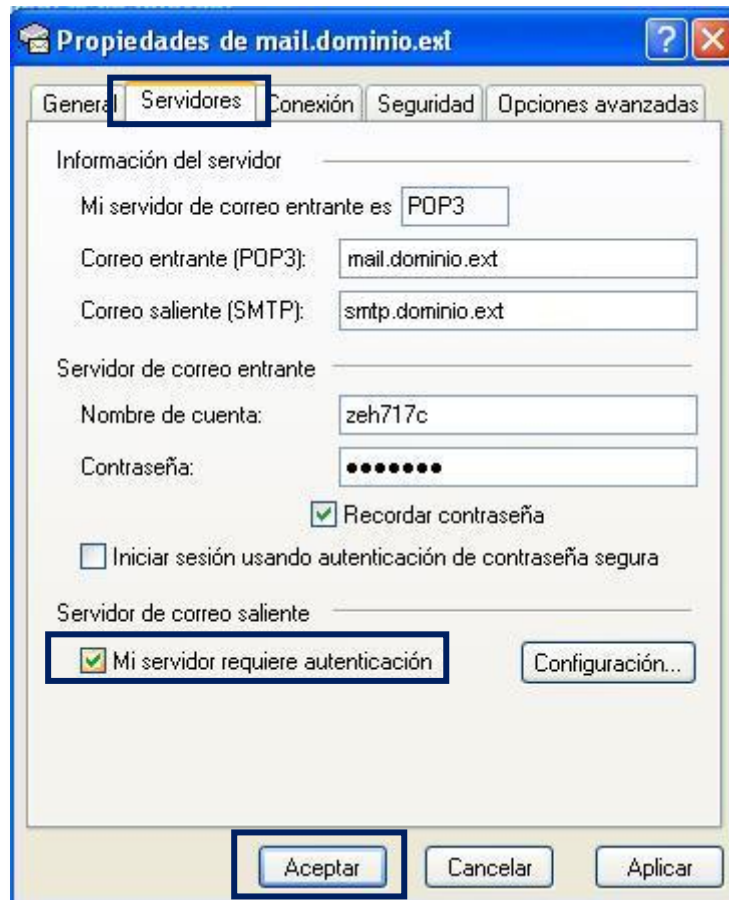 Propiedades de mail.dominio.ext
General Servidores Conexión Seguridad Opciones avanzadas
Información del servidor
Mi servidor de correo entrante es POP3
Correo entrante (POP3): mail.dominio.ext
Correo saliente (SMTP): smtp.dominio.ext
Servidor de correo entrante
Nombre de cuenta: zeh717c
Contraseña: ●●●●●●●
Recordar contraseña
Iniciar sesión usando autenticación de contraseña segura
Servidor de correo saliente
Mi servidor requiere autenticación Configuración...
Aceptar Cancelar Aplicar